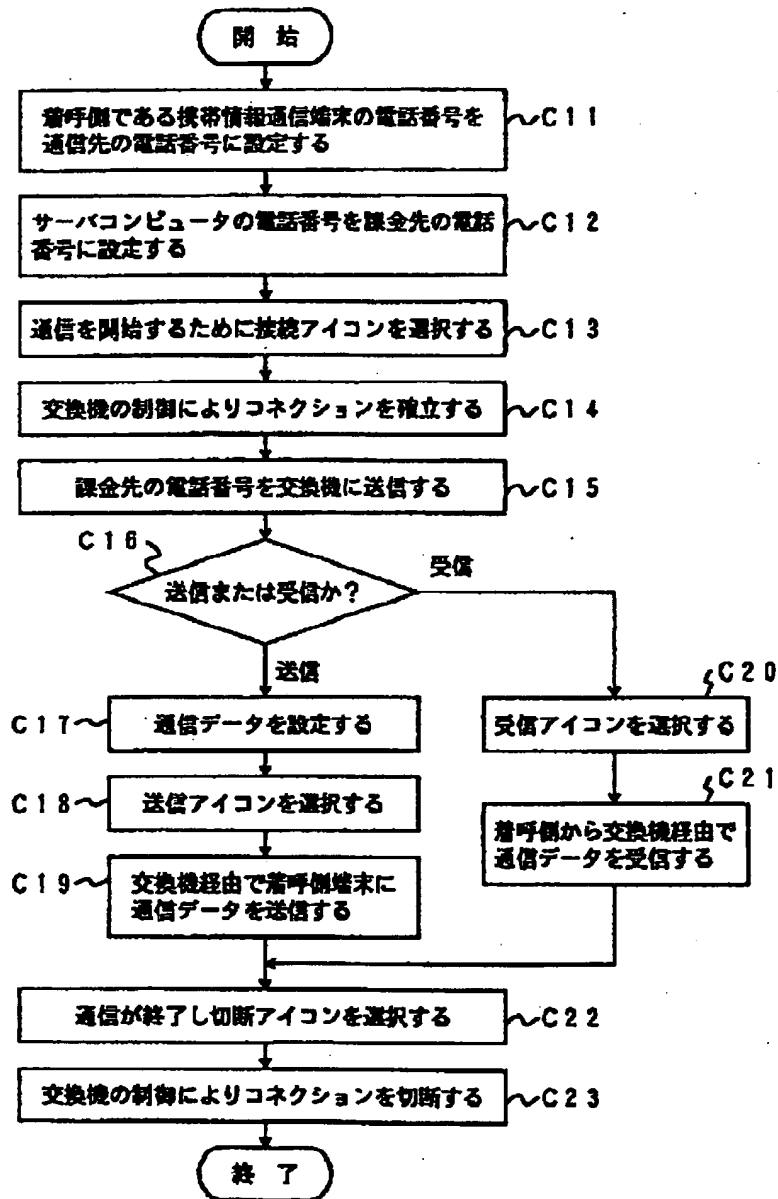 開 始
着呼側である携帯情報通信端末の電話番号を
通信先の電話番号に設定する
C11
サーバコンピュータの電話番号を課金先の電話
番号に設定する
C12
通信を開始するために接続アイコンを選択する
C13
交換機の制御によりコネクションを確立する
C14
課金先の電話番号を交換機に送信する
C15
C16
送信または受信か?
受信
送信
C17
通信データを設定する
C18
送信アイコンを選択する
C19
交換機経由で着呼側端末に
通信データを送信する
C20
受信アイコンを選択する
C21
着呼側から交換機経由で
通信データを受信する
通信が終了し切断アイコンを選択する
C22
交換機の制御によりコネクションを切断する
C23
終 了